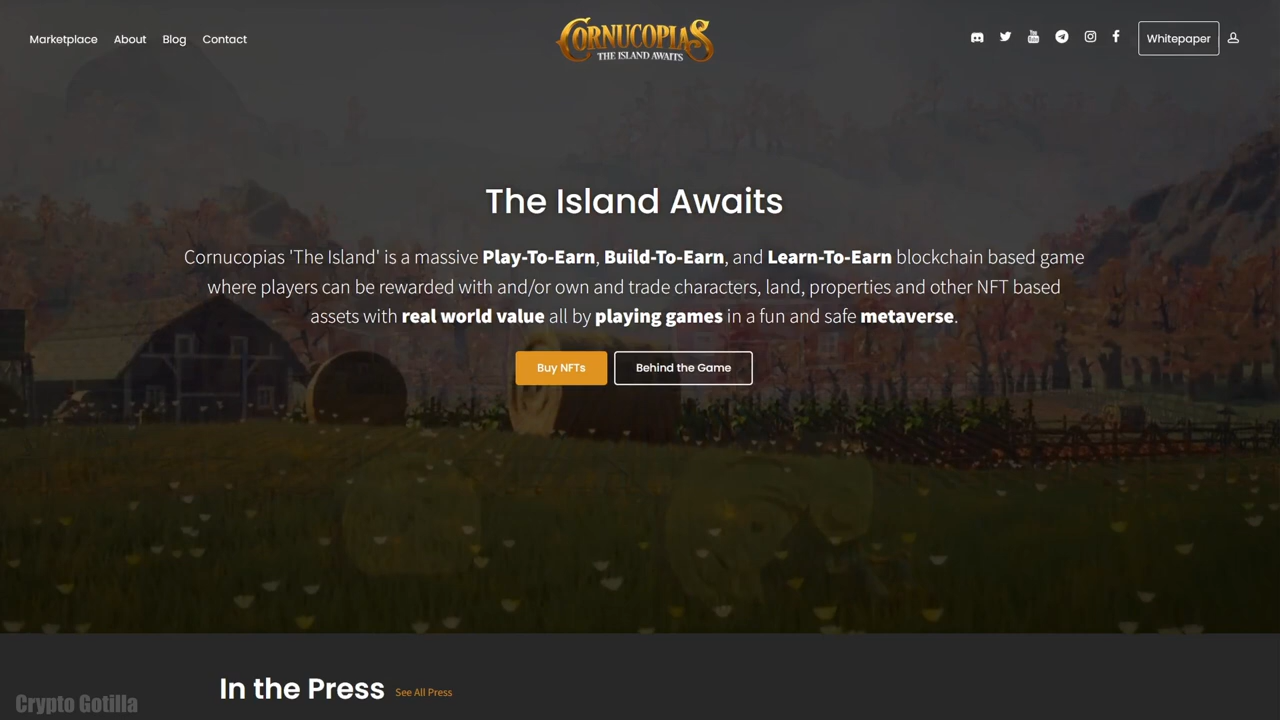 Marketplace About Blog Contact
CORNUCOPIAS
THE ISLAND AWAITS
Whitepaper
The Island Awaits
Cornucopias 'The Island' is a massive Play-To-Earn, Build-To-Earn, and Learn-To-Earn blockchain based game
where players can be rewarded with and/or own and trade characters, land, properties and other NFT based
assets with real world value all by playing games in a fun and safe metaverse.
Buy NFTs Behind the Game
In the Press See All Press
Crypto Gotilla